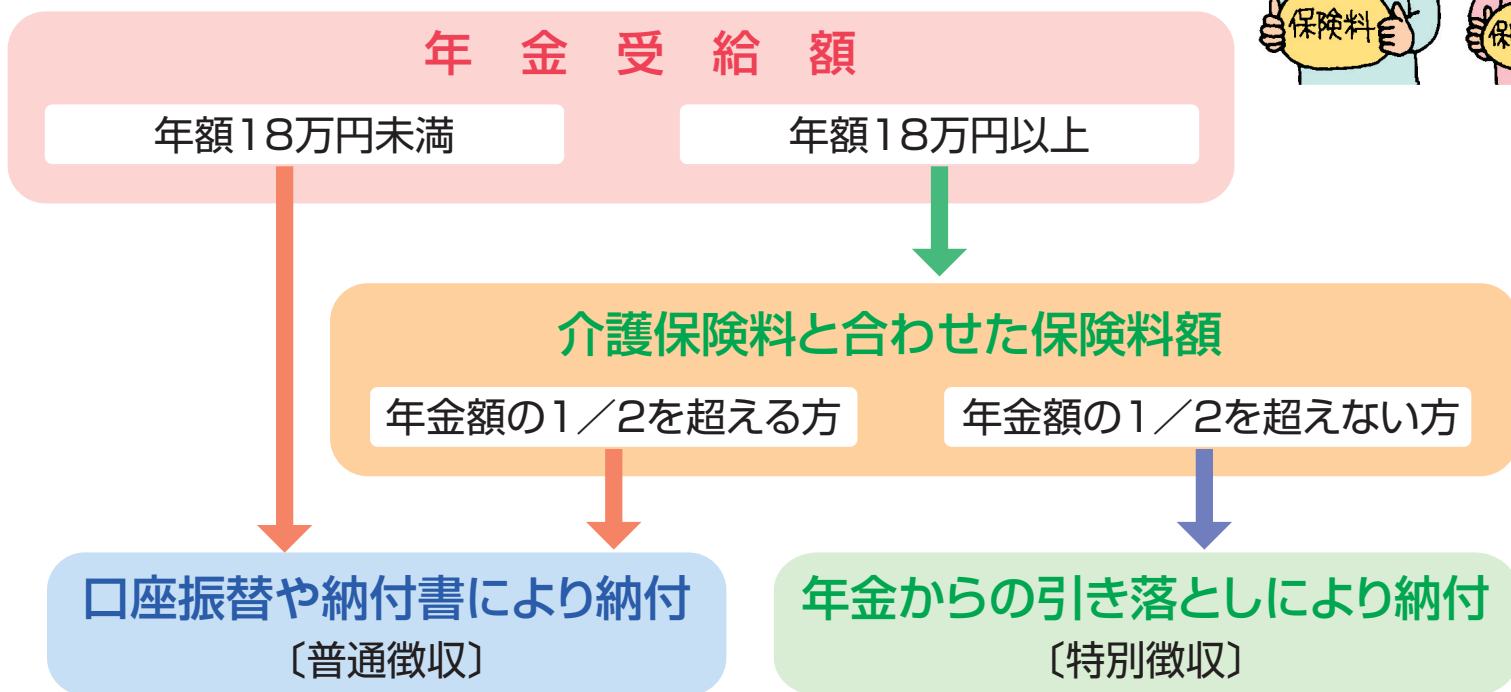 保険料
年金受給額
年額18万円未満
年額18万円以上
介護保険料と合わせた保険料額
年金額の1／2を超える方
年金額の1／2を超えない方
口座振替や納付書により納付
〔普通徴収〕
年金からの引き落としにより納付
〔特別徴収〕